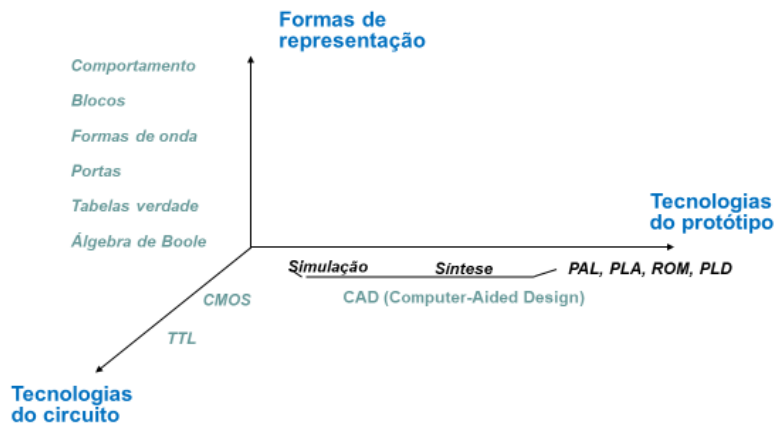 Formas de
representação
Comportamento
Blocos
Formas de onda
Portas
Tabelas verdade
Álgebra de Boole
Tecnologias
do protótipo
Simulação Síntese PAL, PLA, ROM, PLD
CAD (Computer-Aided Design)
CMOS
TTL
Tecnologias
do circuito